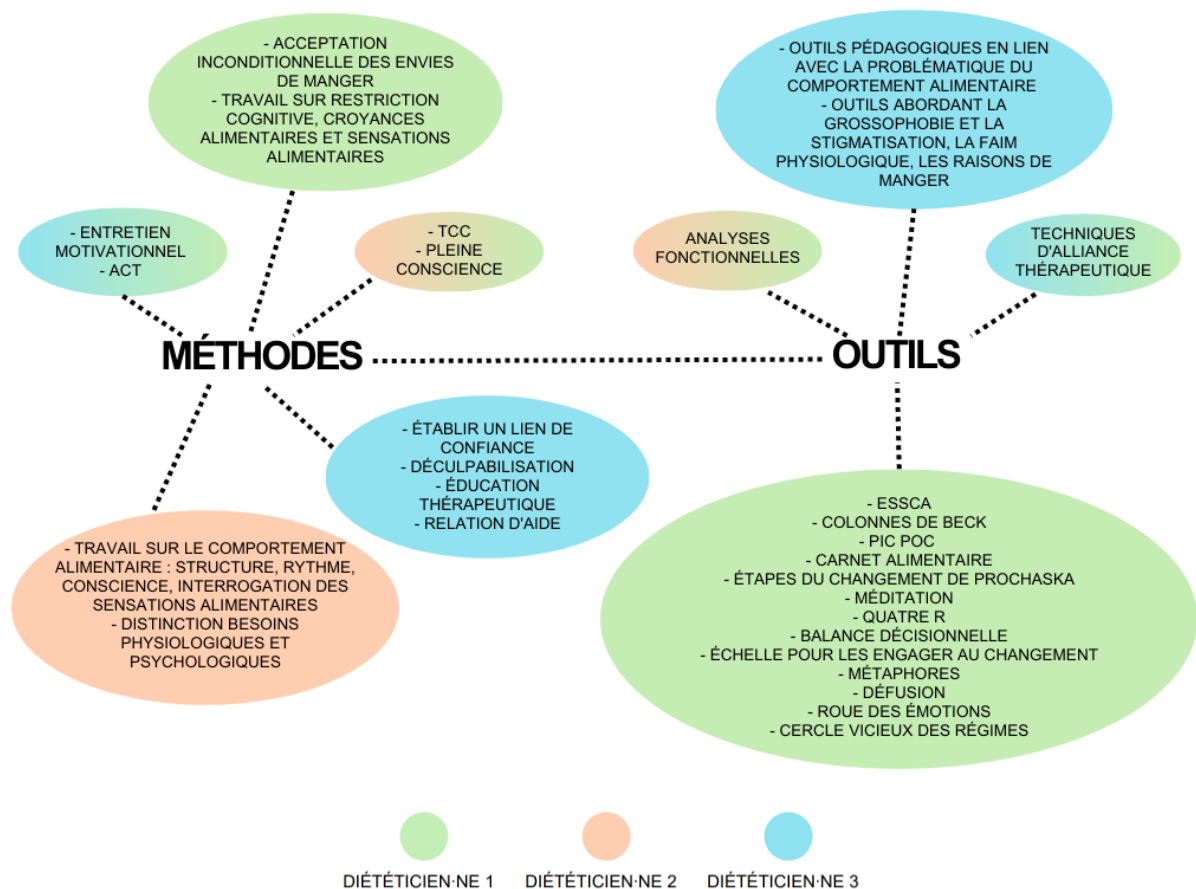 - ACCEPTATION
INCONDITIONNELLE DES ENVIES
DE MANGER
- TRAVAIL SUR RESTRICTION
COGNITIVE, CROYANCES
ALIMENTAIRES ET SENSATIONS
ALIMENTAIRES
- OUTILS PÉDAGOGIQUES EN LIEN
AVEC LA PROBLÉMATIQUE DU
COMPORTEMENT ALIMENTAIRE
- OUTILS ABORDANT LA
GROSSOPHOBIE ET LA
STIGMATISATION, LA FAIM
PHYSIOLOGIQUE, LES RAISONS DE
MANGER
- ENTRETIEN
MOTIVATIONNEL
- ACT
- TCC
- PLEINE
CONSCIENCE
ANALYSES
FONCTIONNELLES
TECHNIQUES
D'ALLIANCE
THÉRAPEUTIQUE
MÉTHODES
OUTILS
- ÉTABLIR UN LIEN DE
CONFIANCE
- DÉCULPABILISATION
- ÉDUCATION
THÉRAPEUTIQUE
- RELATION D'AIDE
- TRAVAIL SUR LE COMPORTEMENT
ALIMENTAIRE : STRUCTURE, RYTHME,
CONSCIENCE, INTERROGATION DES
SENSATIONS ALIMENTAIRES
- DISTINCTION BESOINS
PHYSIOLOGIQUES ET
PSYCHOLOGIQUES
- ESSCA
- COLONNES DE BECK
- PIC POC
- CARNET ALIMENTAIRE
- ÉTAPES DU CHANGEMENT DE PROCHASKA
- MÉDITATION
- QUATRE R
- BALANCE DÉCISIONNELLE
- ÉCHELLE POUR LES ENGAGER AU CHANGEMENT
- MÉTAPHORES
- DÉFUSION
- ROUE DES ÉMOTIONS
- CERCLE VICIEUX DES RÉGIMES
DIÉTÉTICIEN·NE 1
DIÉTÉTICIEN·NE 2
DIÉTÉTICIEN·NE 3